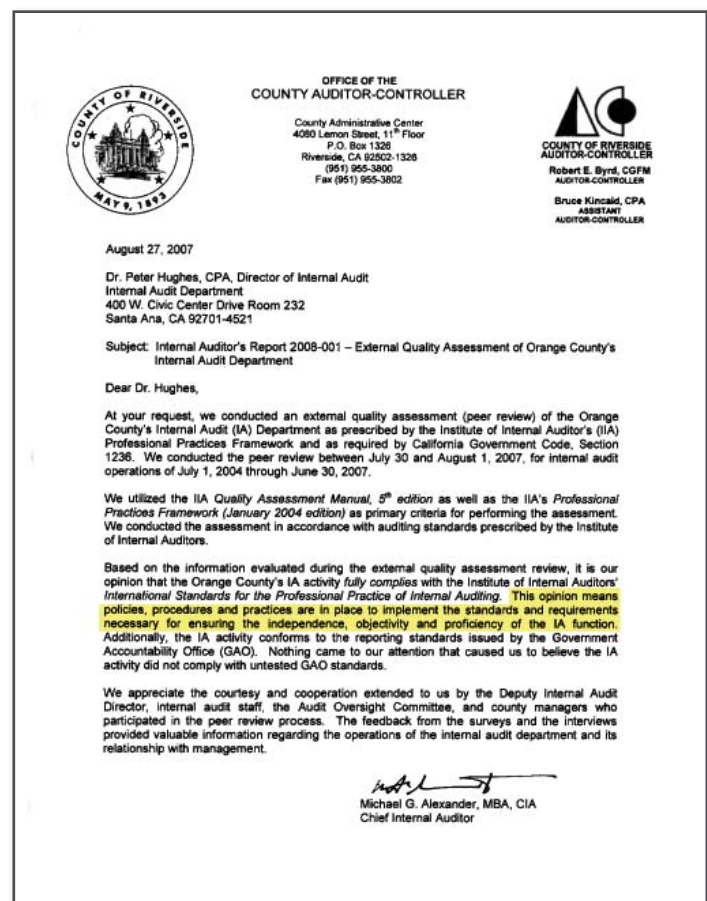 OFFICE OF THE
COUNTY AUDITOR-CONTROLLER
County Administrative Center
4080 Lemon Street, 11th Floor
P.O. Box 1326
Riverside, CA 92502-1326
(951) 955-3800
Fax (951) 955-3802
COUNTY OF RIVERSIDE
MAY 9, 1893
COUNTY OF RIVERSIDE
AUDITOR-CONTROLLER
Robert E. Byrd, CGFM
AUDITOR-CONTROLLER
Bruce Kincaid, CPA
ASSISTANT
AUDITOR-CONTROLLER
August 27, 2007
Dr. Peter Hughes, CPA, Director of Internal Audit
Internal Audit Department
400 W. Civic Center Drive Room 232
Santa Ana, CA 92701-4521
Subject: Internal Auditor's Report 2008-001 – External Quality Assessment of Orange County's
Internal Audit Department
Dear Dr. Hughes,
At your request, we conducted an external quality assessment (peer review) of the Orange
County's Internal Audit (IA) Department as prescribed by the Institute of Internal Auditor's (IIA)
Professional Practices Framework and as required by California Government Code, Section
1236. We conducted the peer review between July 30 and August 1, 2007, for internal audit
operations of July 1, 2004 through June 30, 2007.
We utilized the IIA Quality Assessment Manual, 5th edition as well as the IIA's Professional
Practices Framework (January 2004 edition) as primary criteria for performing the assessment.
We conducted the assessment in accordance with auditing standards prescribed by the Institute
of Internal Auditors.
Based on the information evaluated during the external quality assessment review, it is our
opinion that the Orange County's IA activity fully complies with the Institute of Internal Auditors'
International Standards for the Professional Practice of Internal Auditing. This opinion means
policies, procedures and practices are in place to implement the standards and requirements
necessary for ensuring the independence, objectivity and proficiency of the IA function.
Additionally, the IA activity conforms to the reporting standards issued by the Government
Accountability Office (GAO). Nothing came to our attention that caused us to believe the IA
activity did not comply with untested GAO standards.
We appreciate the courtesy and cooperation extended to us by the Deputy Internal Audit
Director, internal audit staff, the Audit Oversight Committee, and county managers who
participated in the peer review process. The feedback from the surveys and the interviews
provided valuable information regarding the operations of the internal audit department and its
relationship with management.
Michael G. Alexander, MBA, CIA
Chief Internal Auditor